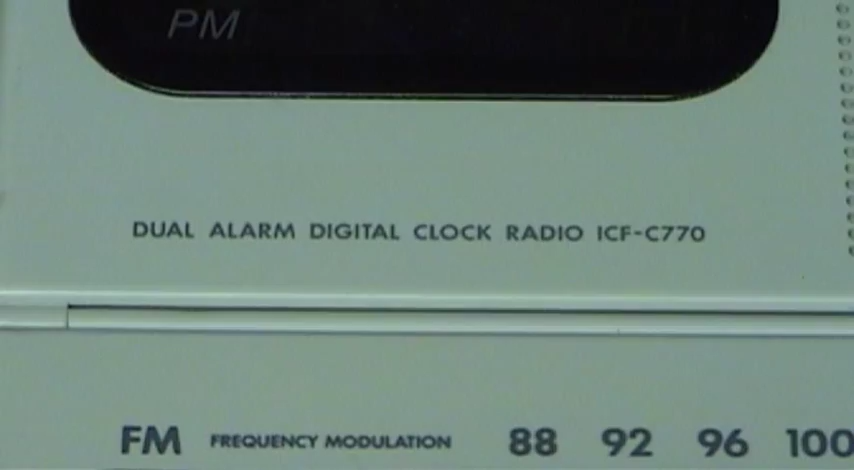 PM
DUAL ALARM DIGITAL CLOCK RADIO ICF-C770
FM FREQUENCY MODULATION 88 92 96 100